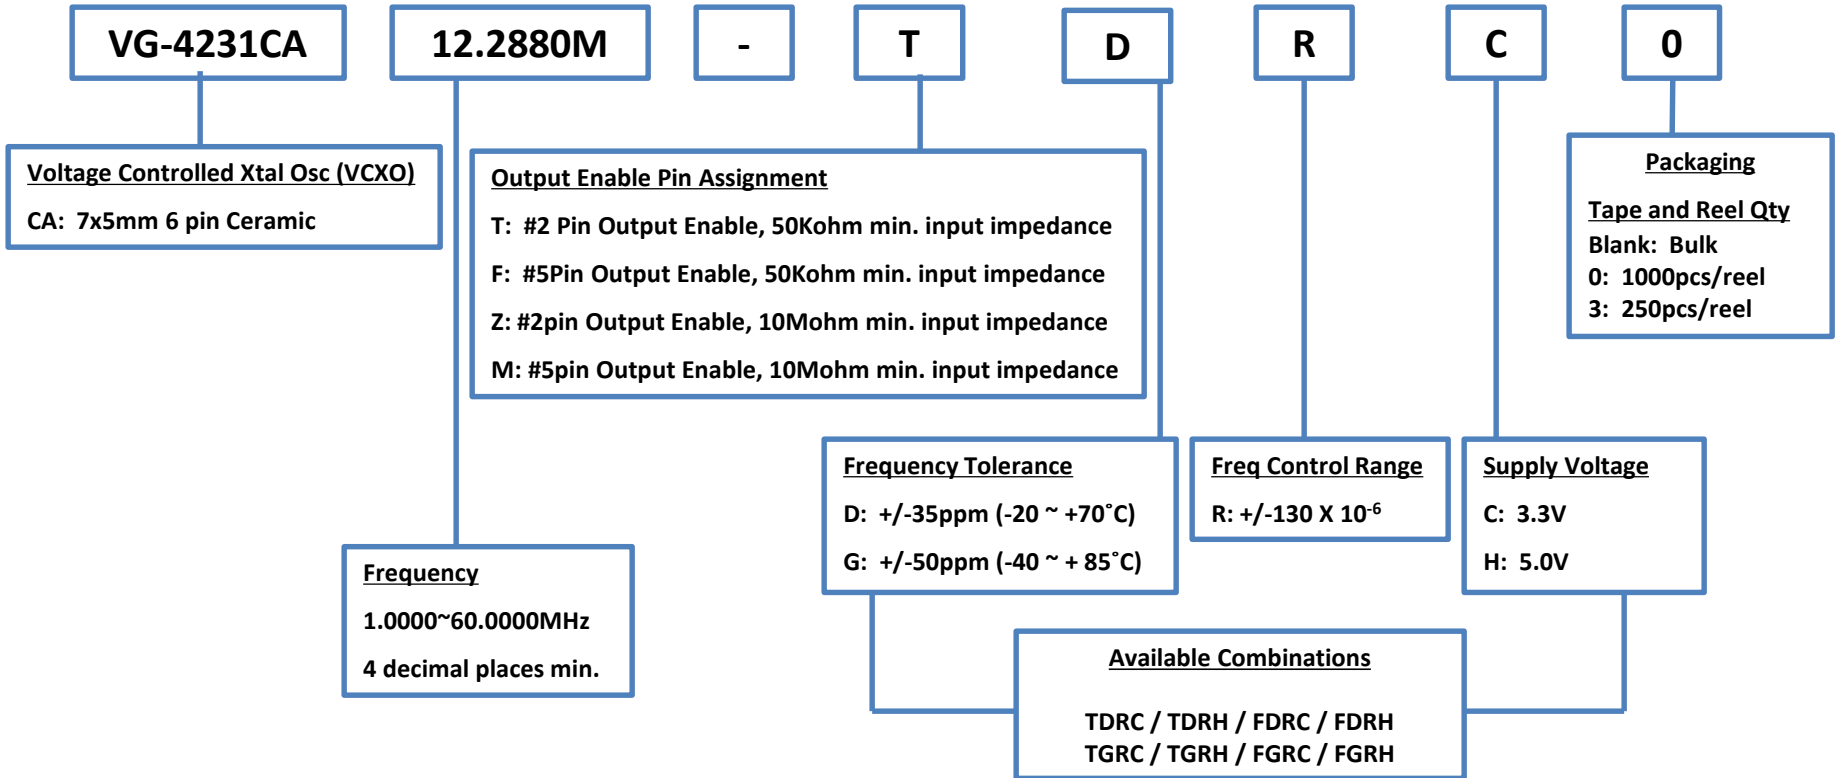 VG-4231CA 12.2880M - T D R C 0
Voltage Controlled Xtal Osc (VCXO)
CA: 7x5mm 6 pin Ceramic
Output Enable Pin Assignment
T: #2 Pin Output Enable, 50Kohm min. input impedance
F: #5Pin Output Enable, 50Kohm min. input impedance
Z: #2pin Output Enable, 10Mohm min. input impedance
M: #5pin Output Enable, 10Mohm min. input impedance
Packaging
Tape and Reel Qty
Blank: Bulk
0: 1000pcs/reel
3: 250pcs/reel
Frequency Tolerance
D: +/-35ppm (-20 ~ +70˚C)
G: +/-50ppm (-40 ~ + 85˚C)
Freq Control Range
R: +/-130 X 10⁻⁶
Supply Voltage
C: 3.3V
H: 5.0V
Frequency
1.0000~60.0000MHz
4 decimal places min.
Available Combinations
TDRC / TDRH / FDRC / FDRH
TGRC / TGRH / FGRC / FGRH